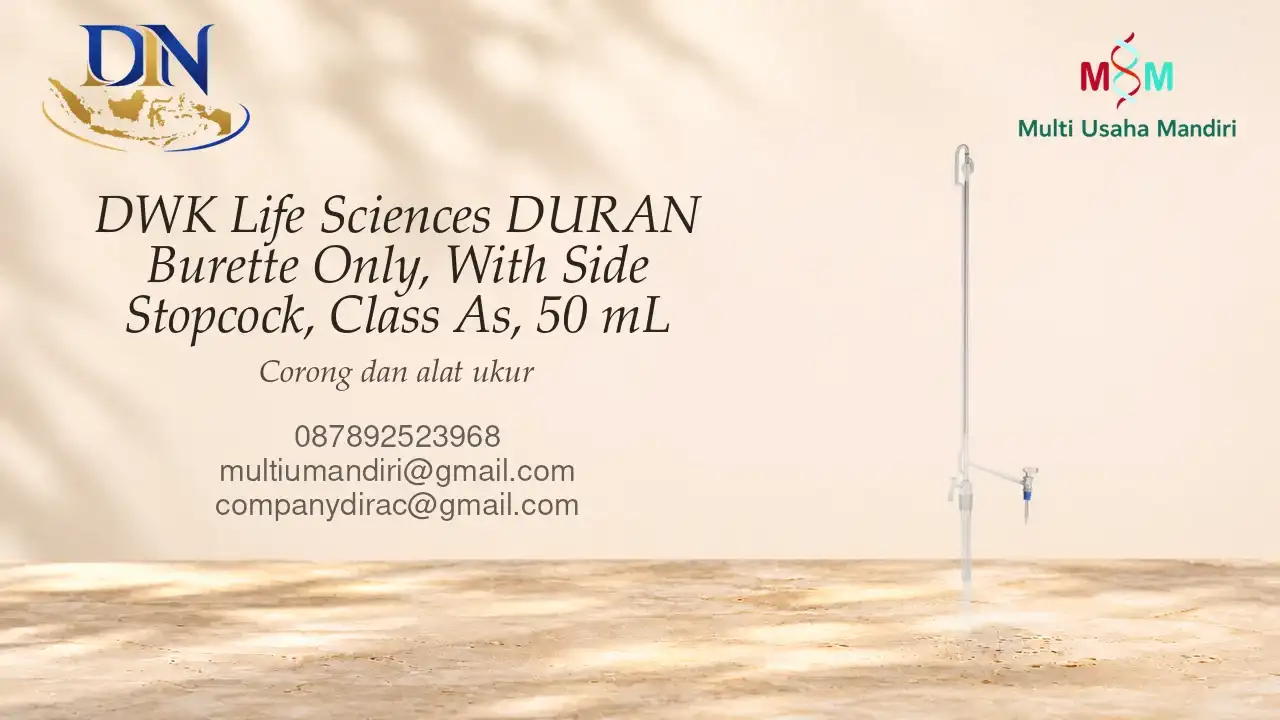 DIN
M M
Multi Usaha Mandiri
DWK Life Sciences DURAN
Burette Only, With Side
Stopcock, Class As, 50 mL
Corong dan alat ukur
087892523968
multiumandiri@gmail.com
companydirac@gmail.com